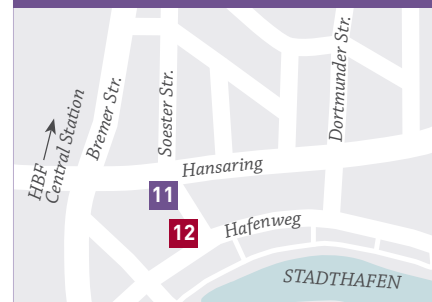 HBF
Central Station
Bremer Str.
Soester Str.
Dortmunder Str.
Hansaring
11
12
Hafenweg
STADTHAFEN